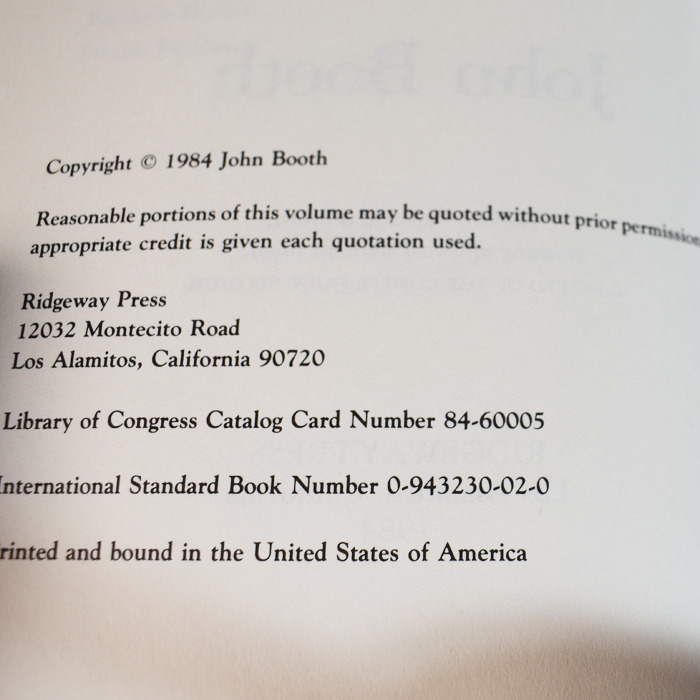 Copyright © 1984 John Booth
Reasonable portions of this volume may be quoted without prior permission
appropriate credit is given each quotation used.
Ridgeway Press
12032 Montecito Road
Los Alamitos, California 90720
Library of Congress Catalog Card Number 84-60005
nternational Standard Book Number 0-943230-02-0
rinted and bound in the United States of America